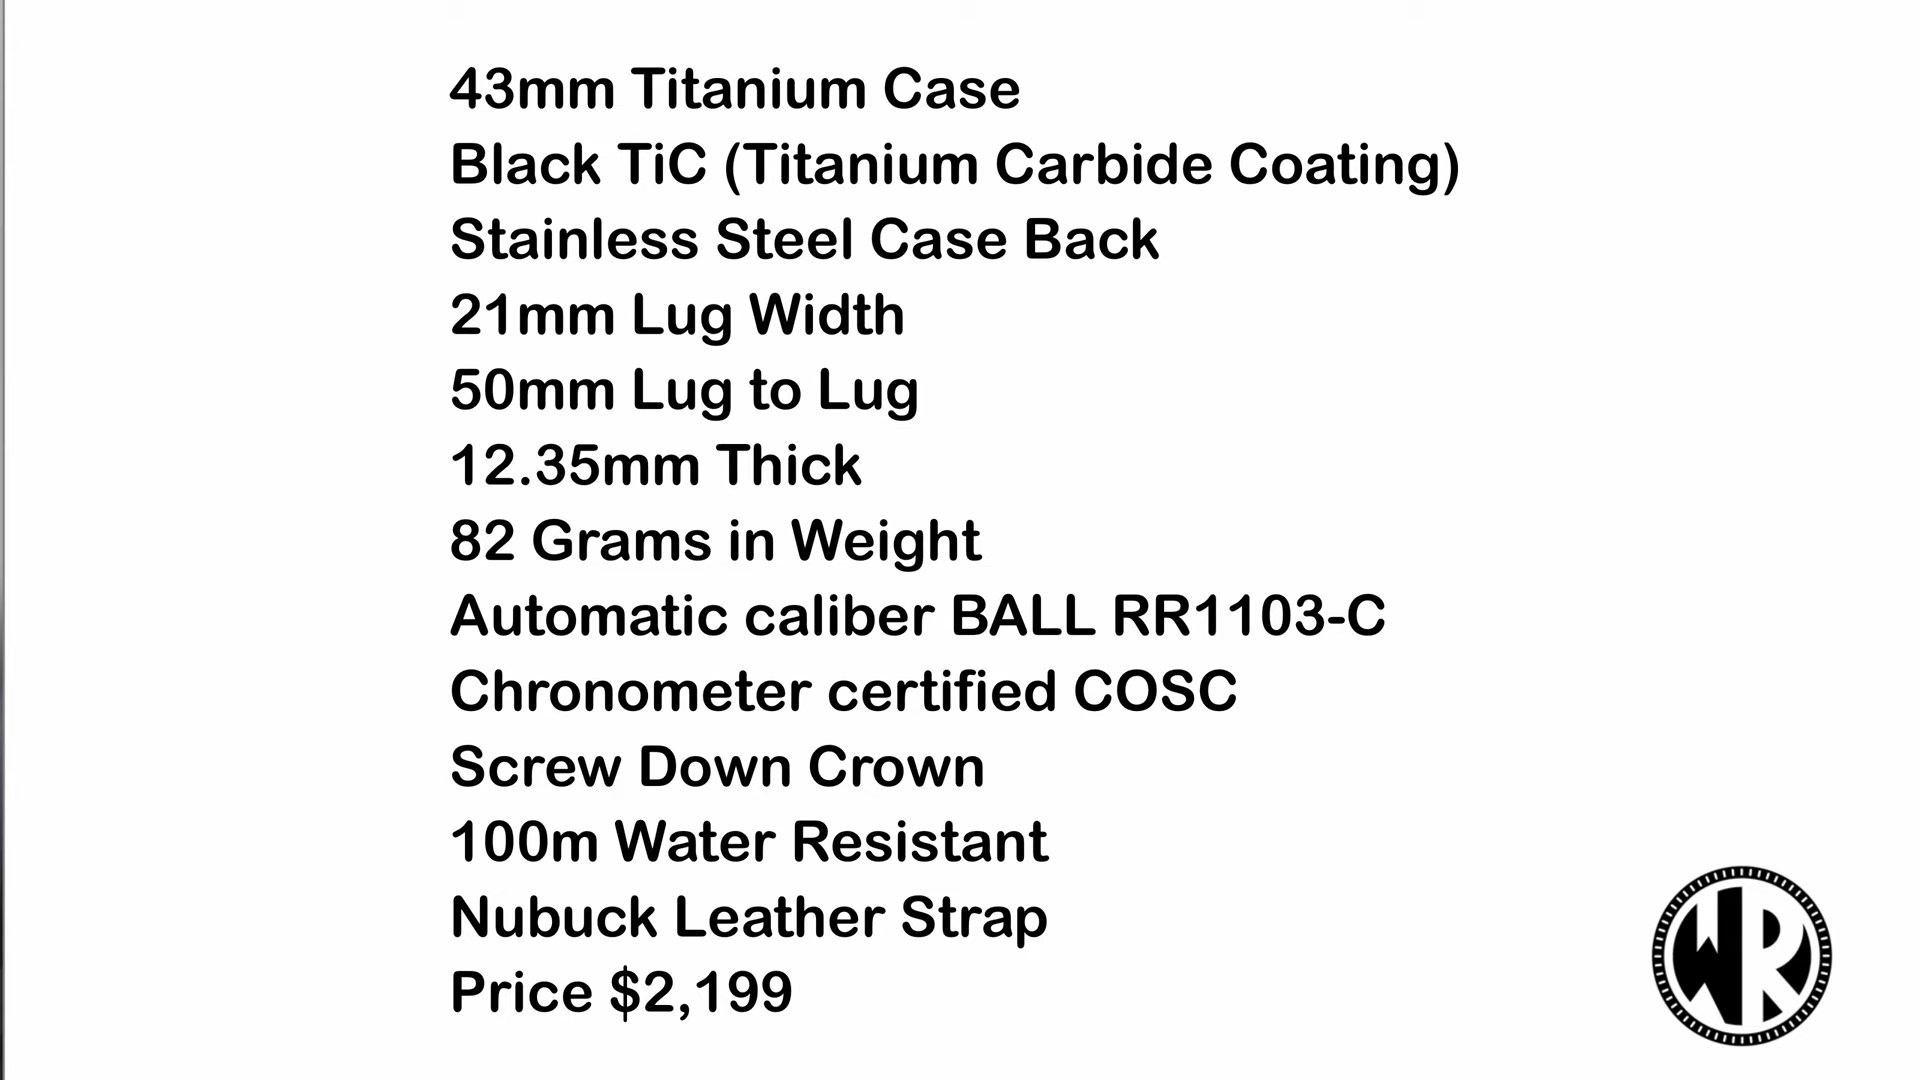 43mm Titanium Case
Black TiC (Titanium Carbide Coating)
Stainless Steel Case Back
21mm Lug Width
50mm Lug to Lug
12.35mm Thick
82 Grams in Weight
Automatic caliber BALL RR1103-C
Chronometer certified COSC
Screw Down Crown
100m Water Resistant
Nubuck Leather Strap
Price $2,199
WR